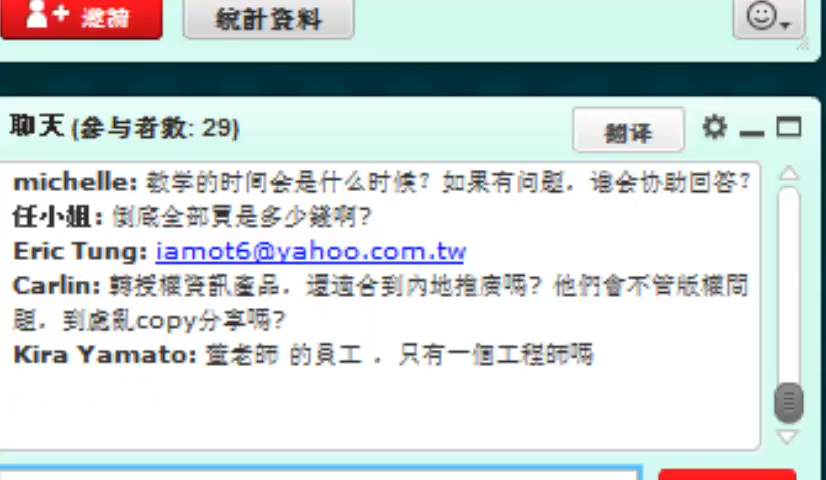 邀請
統計資料
聊天 (參与者數: 29)
翻译
michelle: 教学的时间会是什么时候? 如果有问题, 谁会协助回答?
任小姐: 倒底全部買是多少錢啊?
Eric Tung: iamot6@yahoo.com.tw
Carlin: 轉授權資訊產品, 還適合到內地推廣嗎? 他們會不管版權問
題, 到處亂copy分享嗎?
Kira Yamato: 董老師 的員工 , 只有一個工程師嗎